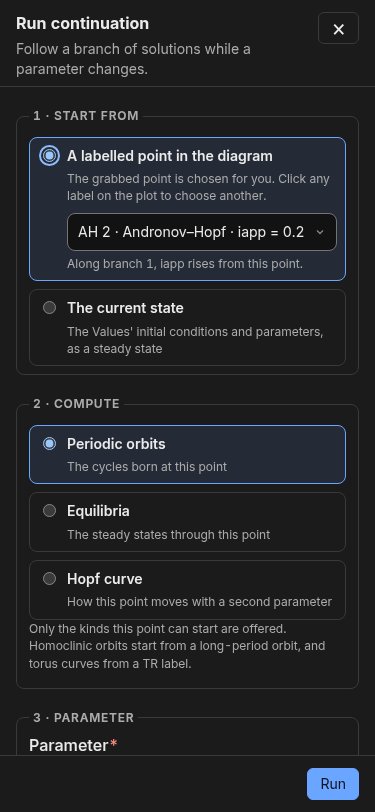 Run continuation
Follow a branch of solutions while a
parameter changes.
1 · START FROM
A labelled point in the diagram
The grabbed point is chosen for you. Click any
label on the plot to choose another.
AH 2 · Andronov–Hopf · iapp = 0.2
Along branch 1, iapp rises from this point.
The current state
The Values' initial conditions and parameters,
as a steady state
2 · COMPUTE
Periodic orbits
The cycles born at this point
Equilibria
The steady states through this point
Hopf curve
How this point moves with a second parameter
Only the kinds this point can start are offered.
Homoclinic orbits start from a long-period orbit, and
torus curves from a TR label.
3 · PARAMETER
Parameter*
Run